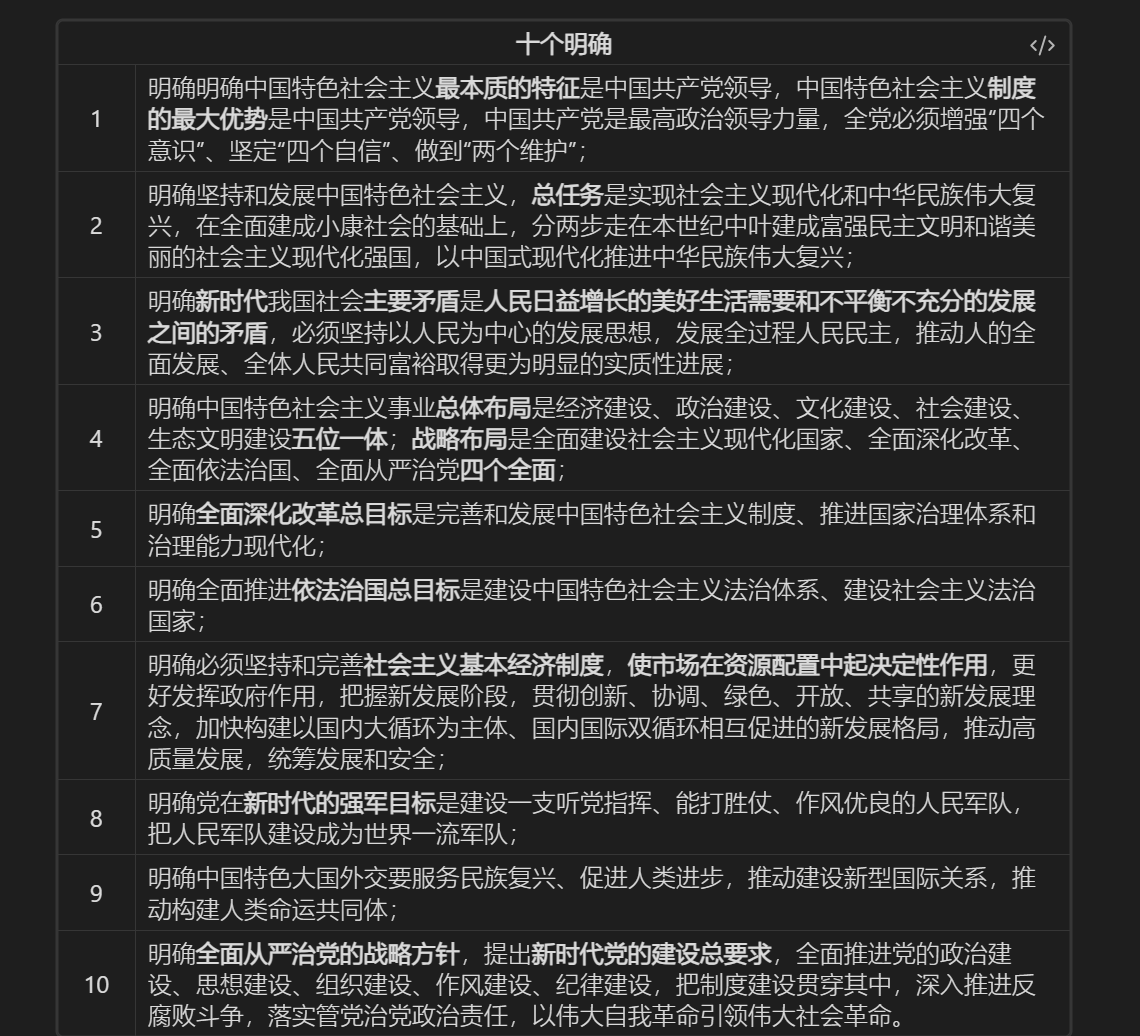 十个明确
</>
1
明确明确中国特色社会主义最本质的特征是中国共产党领导，中国特色社会主义制度
的最大优势是中国共产党领导，中国共产党是最高政治领导力量，全党必须增强“四个
意识”、坚定“四个自信”、做到“两个维护”；
2
明确坚持和发展中国特色社会主义，总任务是实现社会主义现代化和中华民族伟大复
兴，在全面建成小康社会的基础上，分两步走在本世纪中叶建成富强民主文明和谐美
丽的社会主义现代化强国，以中国式现代化推进中华民族伟大复兴；
3
明确新时代我国社会主要矛盾是人民日益增长的美好生活需要和不平衡不充分的发展
之间的矛盾，必须坚持以人民为中心的发展思想，发展全过程人民民主，推动人的全
面发展、全体人民共同富裕取得更为明显的实质性进展；
4
明确中国特色社会主义事业总体布局是经济建设、政治建设、文化建设、社会建设、
生态文明建设五位一体；战略布局是全面建设社会主义现代化国家、全面深化改革、
全面依法治国、全面从严治党四个全面；
5
明确全面深化改革总目标是完善和发展中国特色社会主义制度、推进国家治理体系和
治理能力现代化；
6
明确全面推进依法治国总目标是建设中国特色社会主义法治体系、建设社会主义法治
国家；
7
明确必须坚持和完善社会主义基本经济制度，使市场在资源配置中起决定性作用，更
好发挥政府作用，把握新发展阶段，贯彻创新、协调、绿色、开放、共享的新发展理
念，加快构建以国内大循环为主体、国内国际双循环相互促进的新发展格局，推动高
质量发展，统筹发展和安全；
8
明确党在新时代的强军目标是建设一支听党指挥、能打胜仗、作风优良的人民军队，
把人民军队建设成为世界一流军队；
9
明确中国特色大国外交要服务民族复兴、促进人类进步，推动建设新型国际关系，推
动构建人类命运共同体；
10
明确全面从严治党的战略方针，提出新时代党的建设总要求，全面推进党的政治建
设、思想建设、组织建设、作风建设、纪律建设，把制度建设贯穿其中，深入推进反
腐败斗争，落实管党治党政治责任，以伟大自我革命引领伟大社会革命。